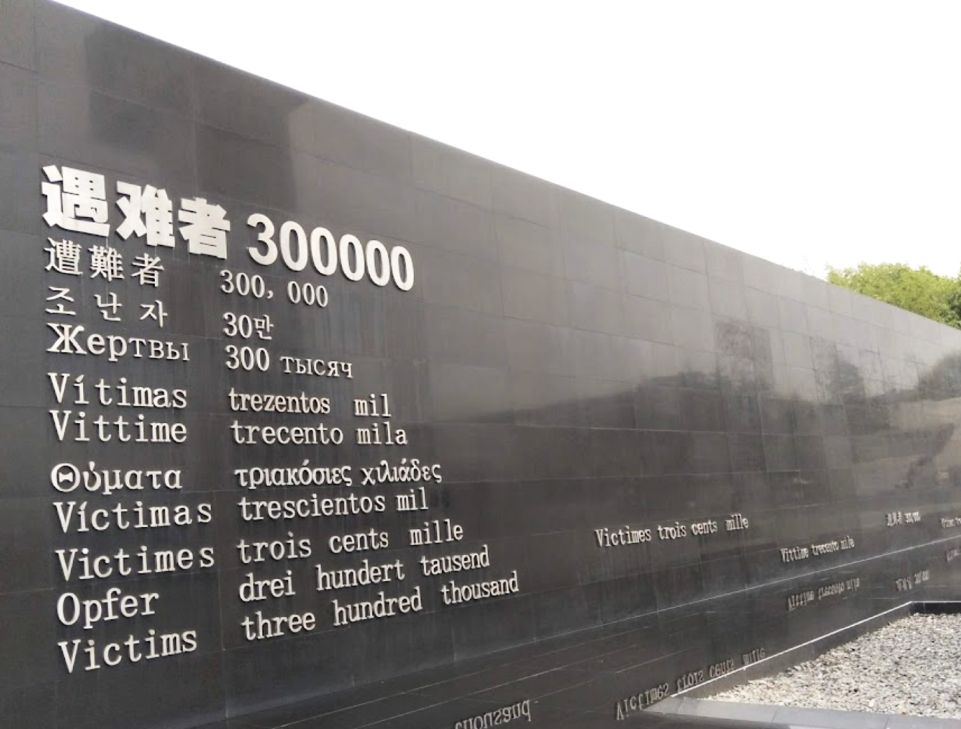 遇难者 300000
遭難者 300,000
조난자 30만
Жертвы 300 тысяч
Vítimas trezentos mil
Vittime trecento mila
Θύματα τριακόσιες χιλιάδες
Víctimas trescientos mil
Victimes trois cents mille
Opfer drei hundert tausend
Victims three hundred thousand
Victimes trois cents mille
Vittime trecento mila